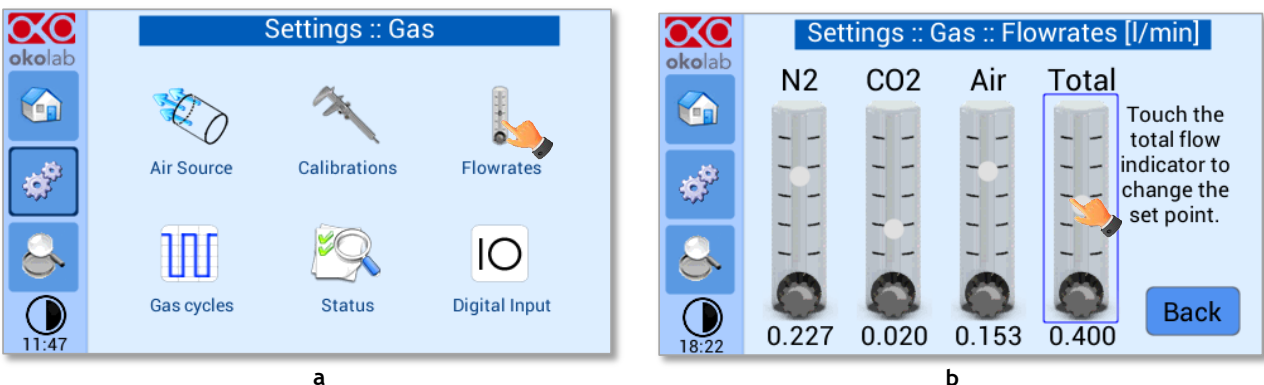 Settings :: Gas
okolab
Air Source
Calibrations
Flowrates
Gas cycles
Status
IO
Digital Input
11:47
a
Settings :: Gas :: Flowrates [l/min]
okolab
N2 CO2 Air Total
Touch the
total flow
indicator to
change the
set point.
Back
0.227 0.020 0.153 0.400
18:22
b